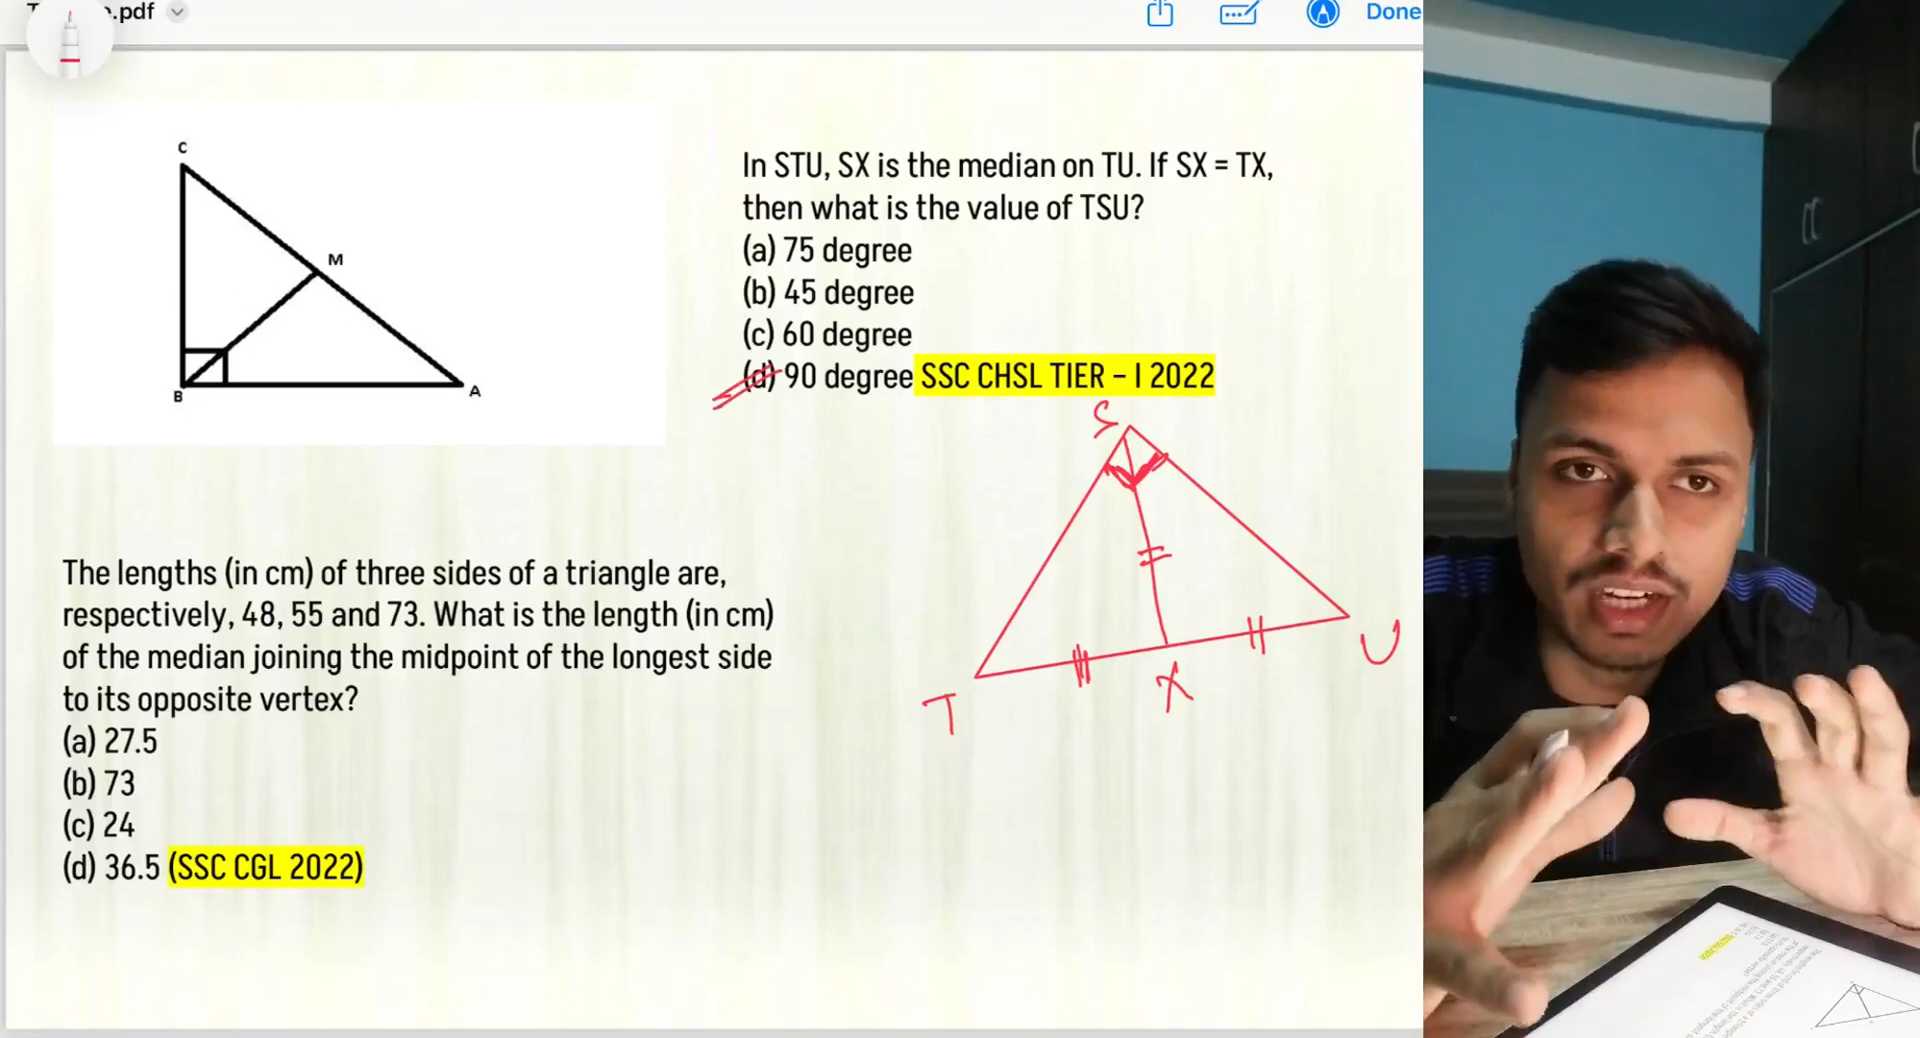 .pdf
Done
C
M
B
A
In STU, SX is the median on TU. If SX = TX,
then what is the value of TSU?
(a) 75 degree
(b) 45 degree
(c) 60 degree
(d) 90 degree SSC CHSL TIER – I 2022
S
T
X
U
The lengths (in cm) of three sides of a triangle are,
respectively, 48, 55 and 73. What is the length (in cm)
of the median joining the midpoint of the longest side
to its opposite vertex?
(a) 27.5
(b) 73
(c) 24
(d) 36.5 (SSC CGL 2022)